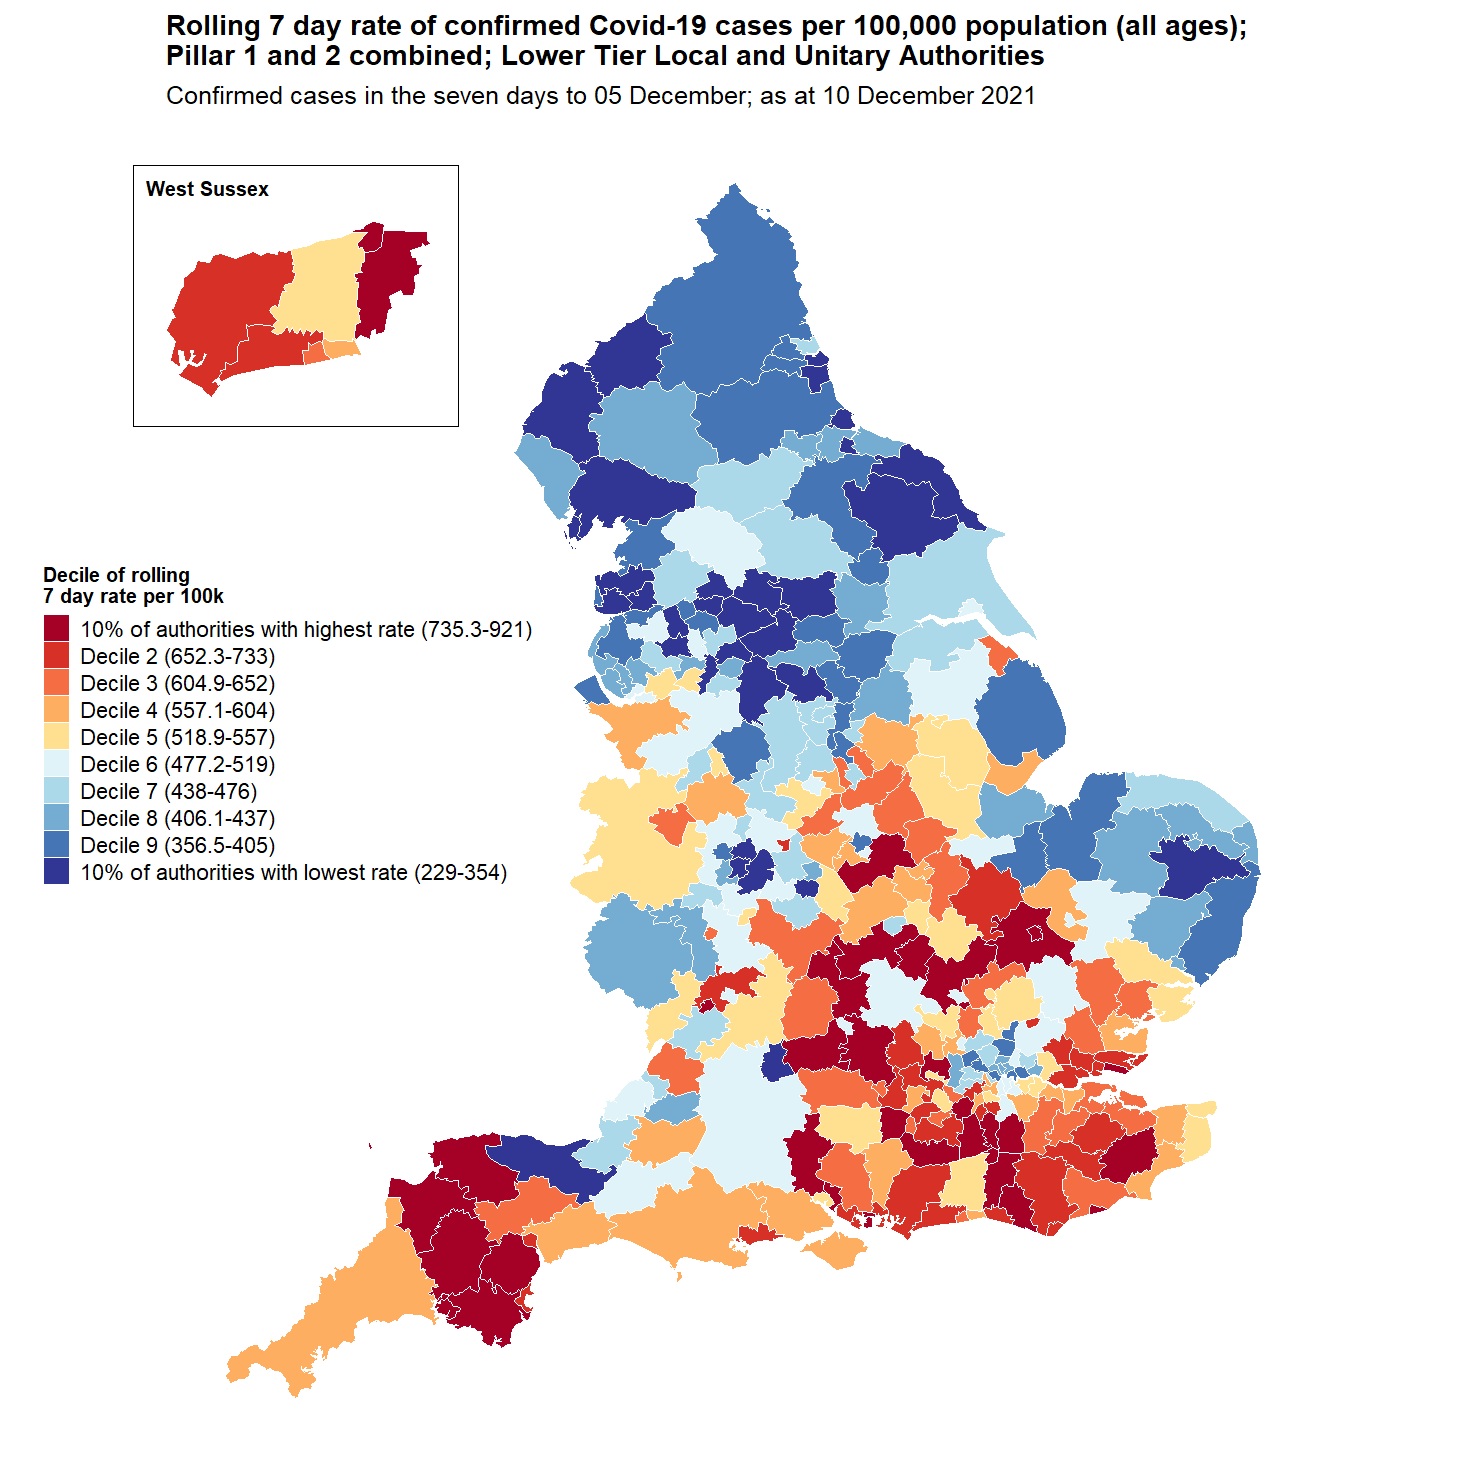 Rolling 7 day rate of confirmed Covid-19 cases per 100,000 population (all ages);
Pillar 1 and 2 combined; Lower Tier Local and Unitary Authorities
Confirmed cases in the seven days to 05 December; as at 10 December 2021
West Sussex
Decile of rolling
7 day rate per 100k
10% of authorities with highest rate (735.3-921)
Decile 2 (652.3-733)
Decile 3 (604.9-652)
Decile 4 (557.1-604)
Decile 5 (518.9-557)
Decile 6 (477.2-519)
Decile 7 (438-476)
Decile 8 (406.1-437)
Decile 9 (356.5-405)
10% of authorities with lowest rate (229-354)